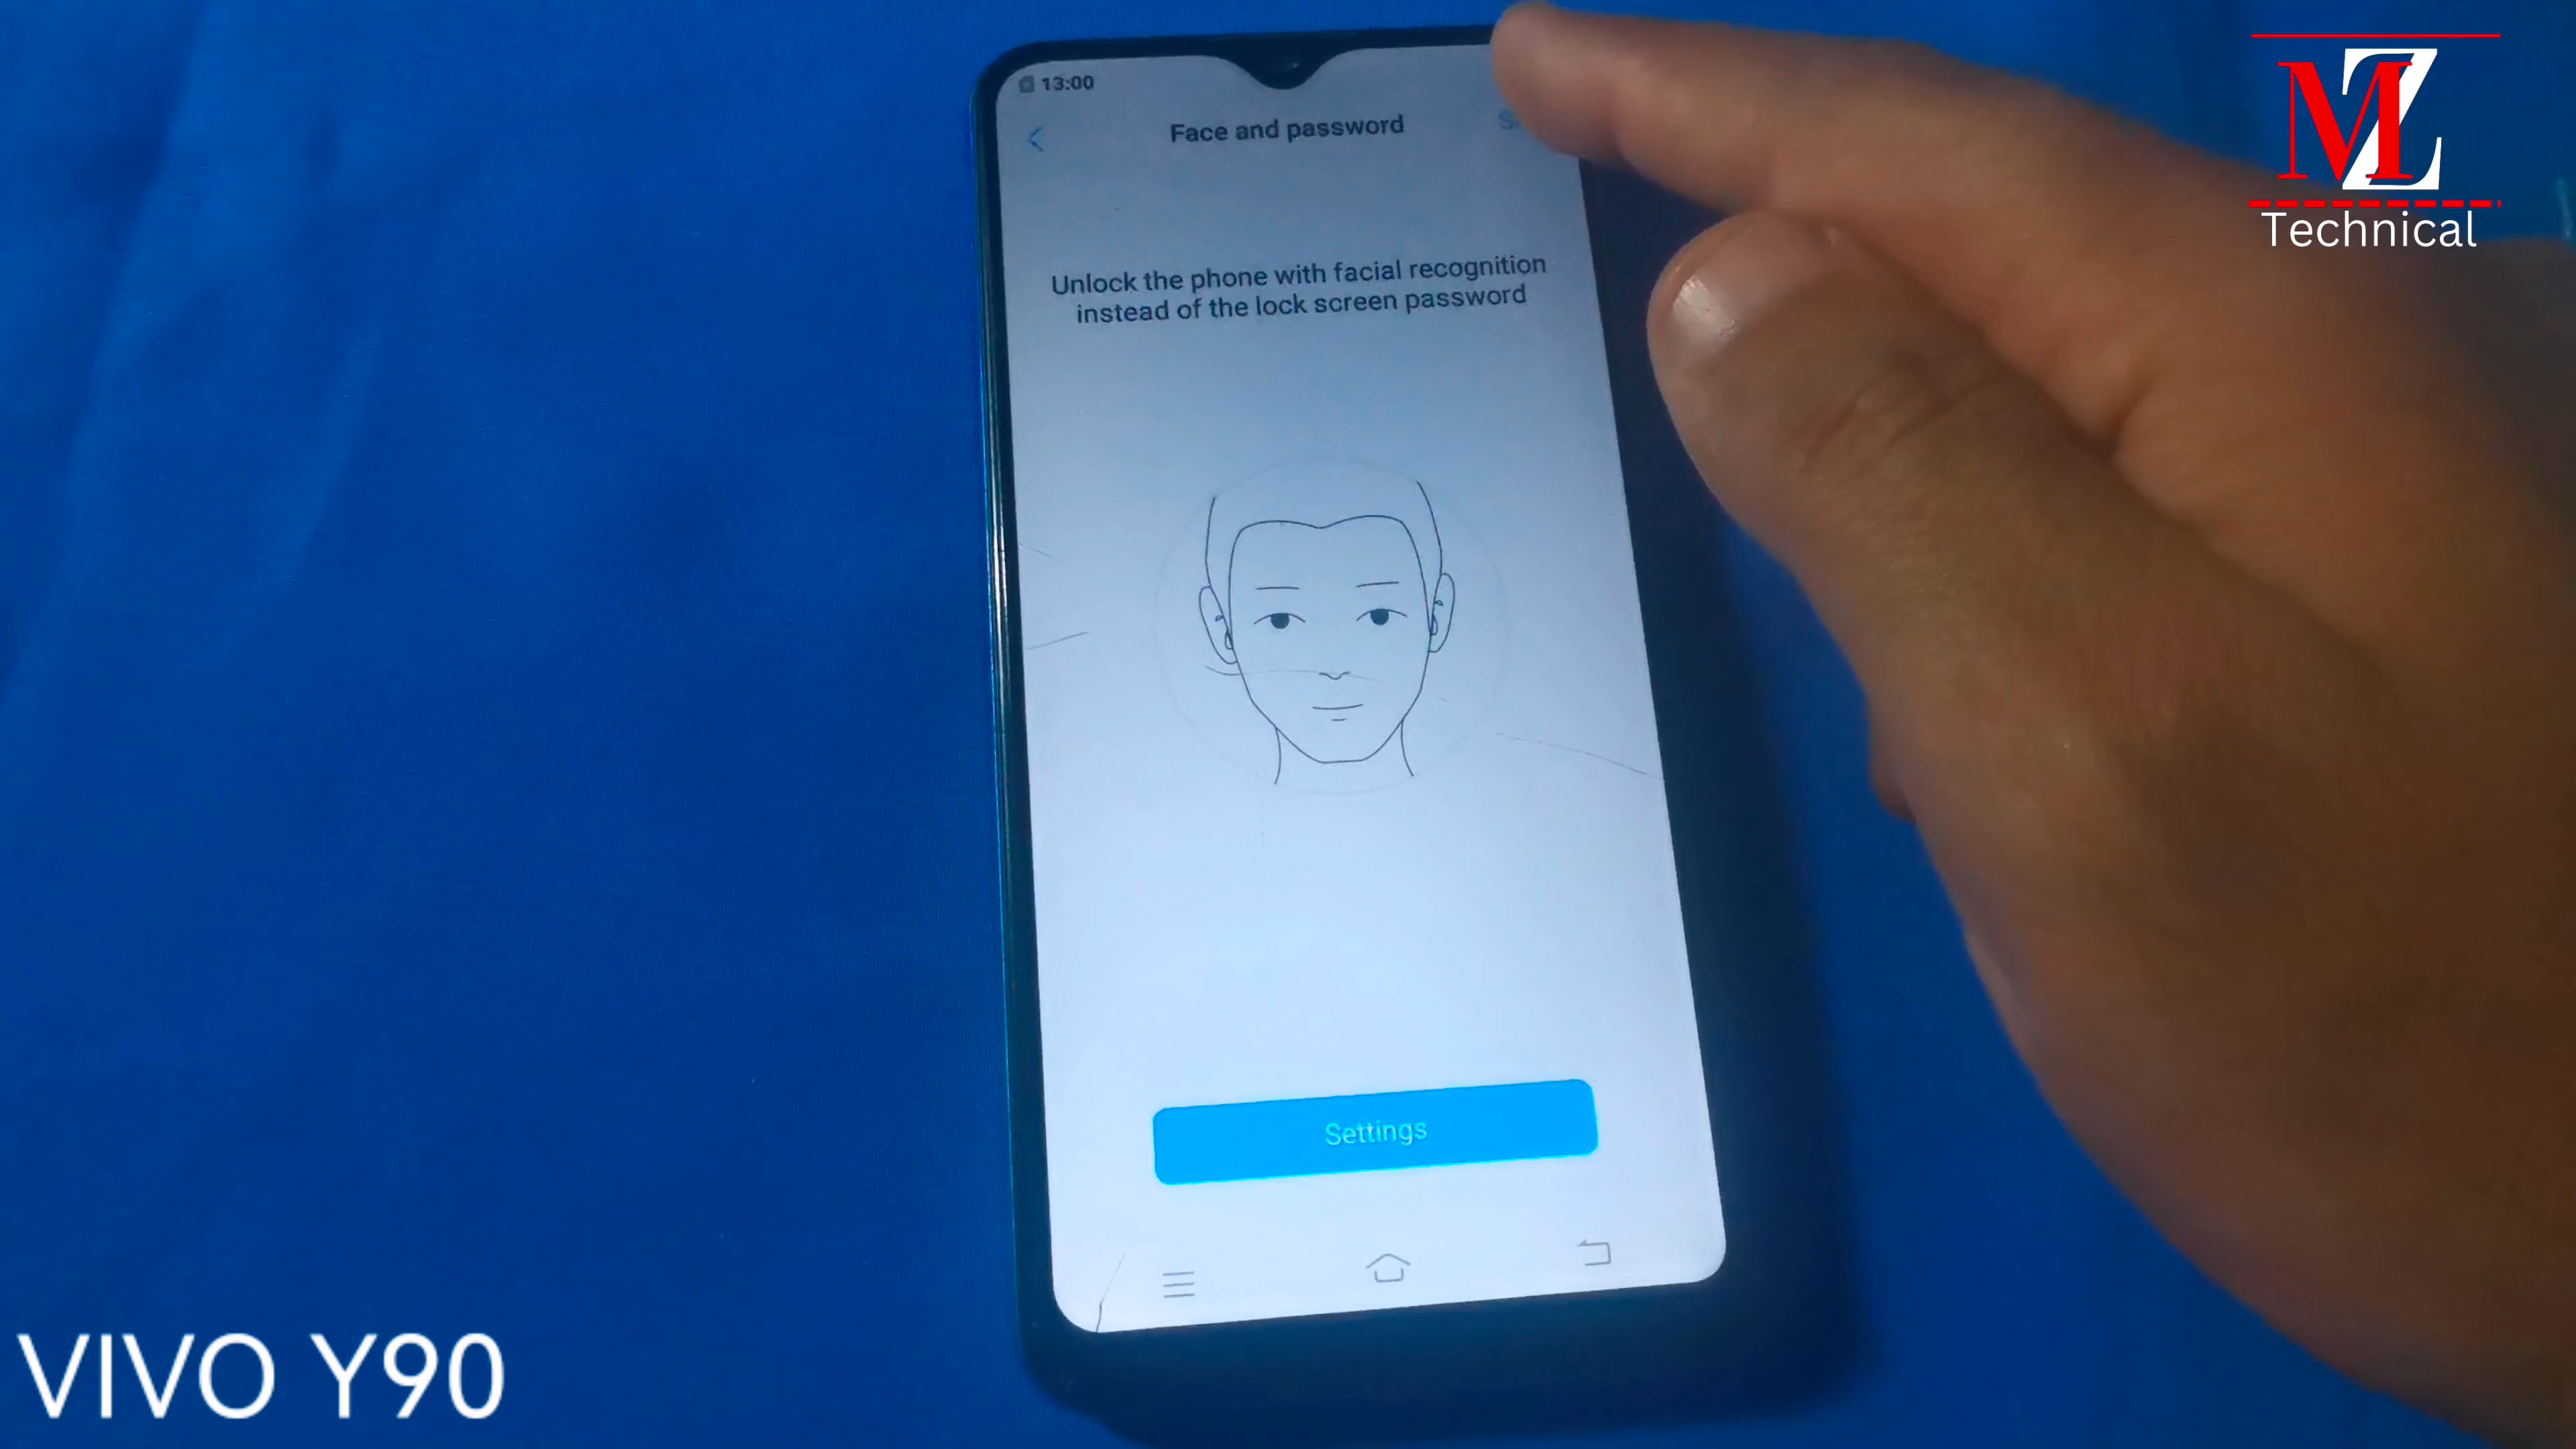 13:00
Face and password
Unlock the phone with facial recognition
instead of the lock screen password
Settings
MZ
Technical
VIVO Y90